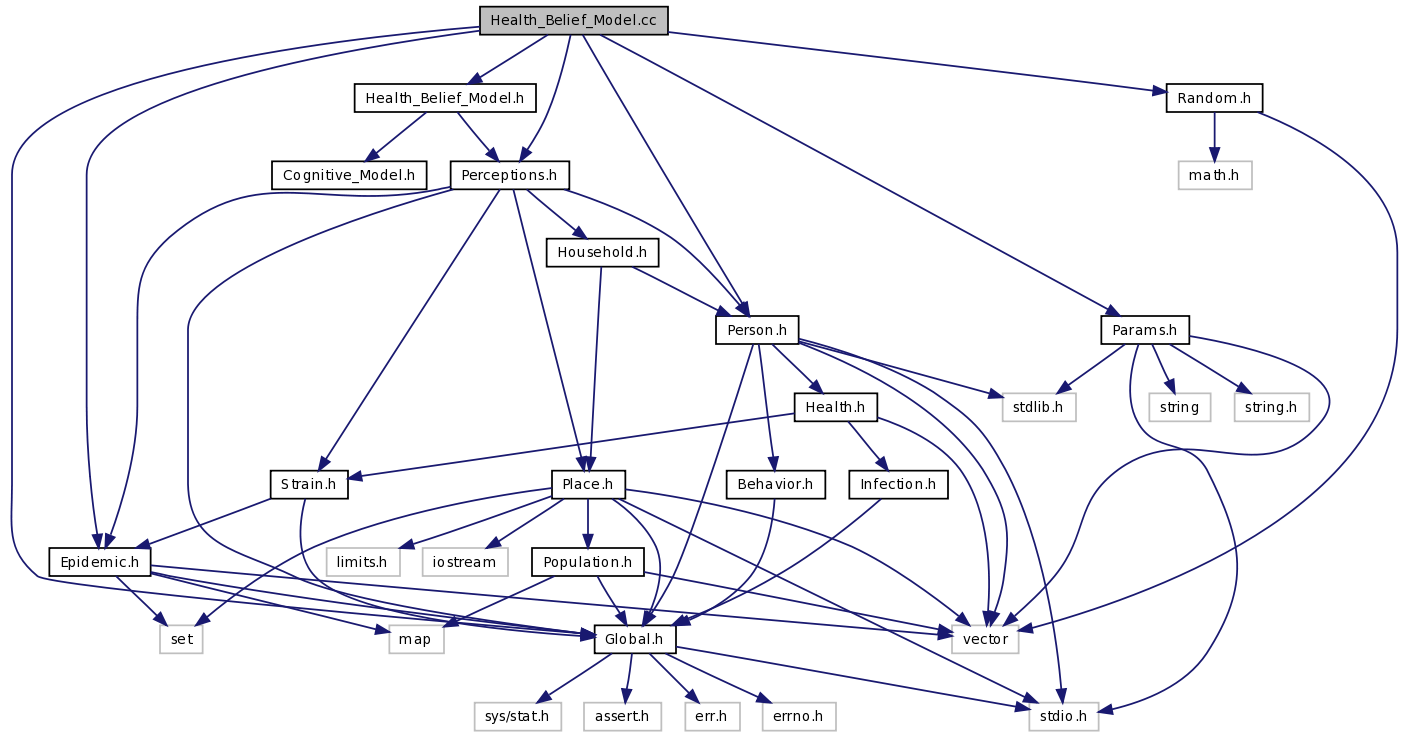 Health_Belief_Model.cc
Health_Belief_Model.h
Random.h
Cognitive_Model.h
Perceptions.h
math.h
Household.h
Person.h
Params.h
Health.h
stdlib.h
string
string.h
Strain.h
Place.h
Behavior.h
Infection.h
Epidemic.h
limits.h
iostream
Population.h
set
map
Global.h
vector
sys/stat.h
assert.h
err.h
errno.h
stdio.h